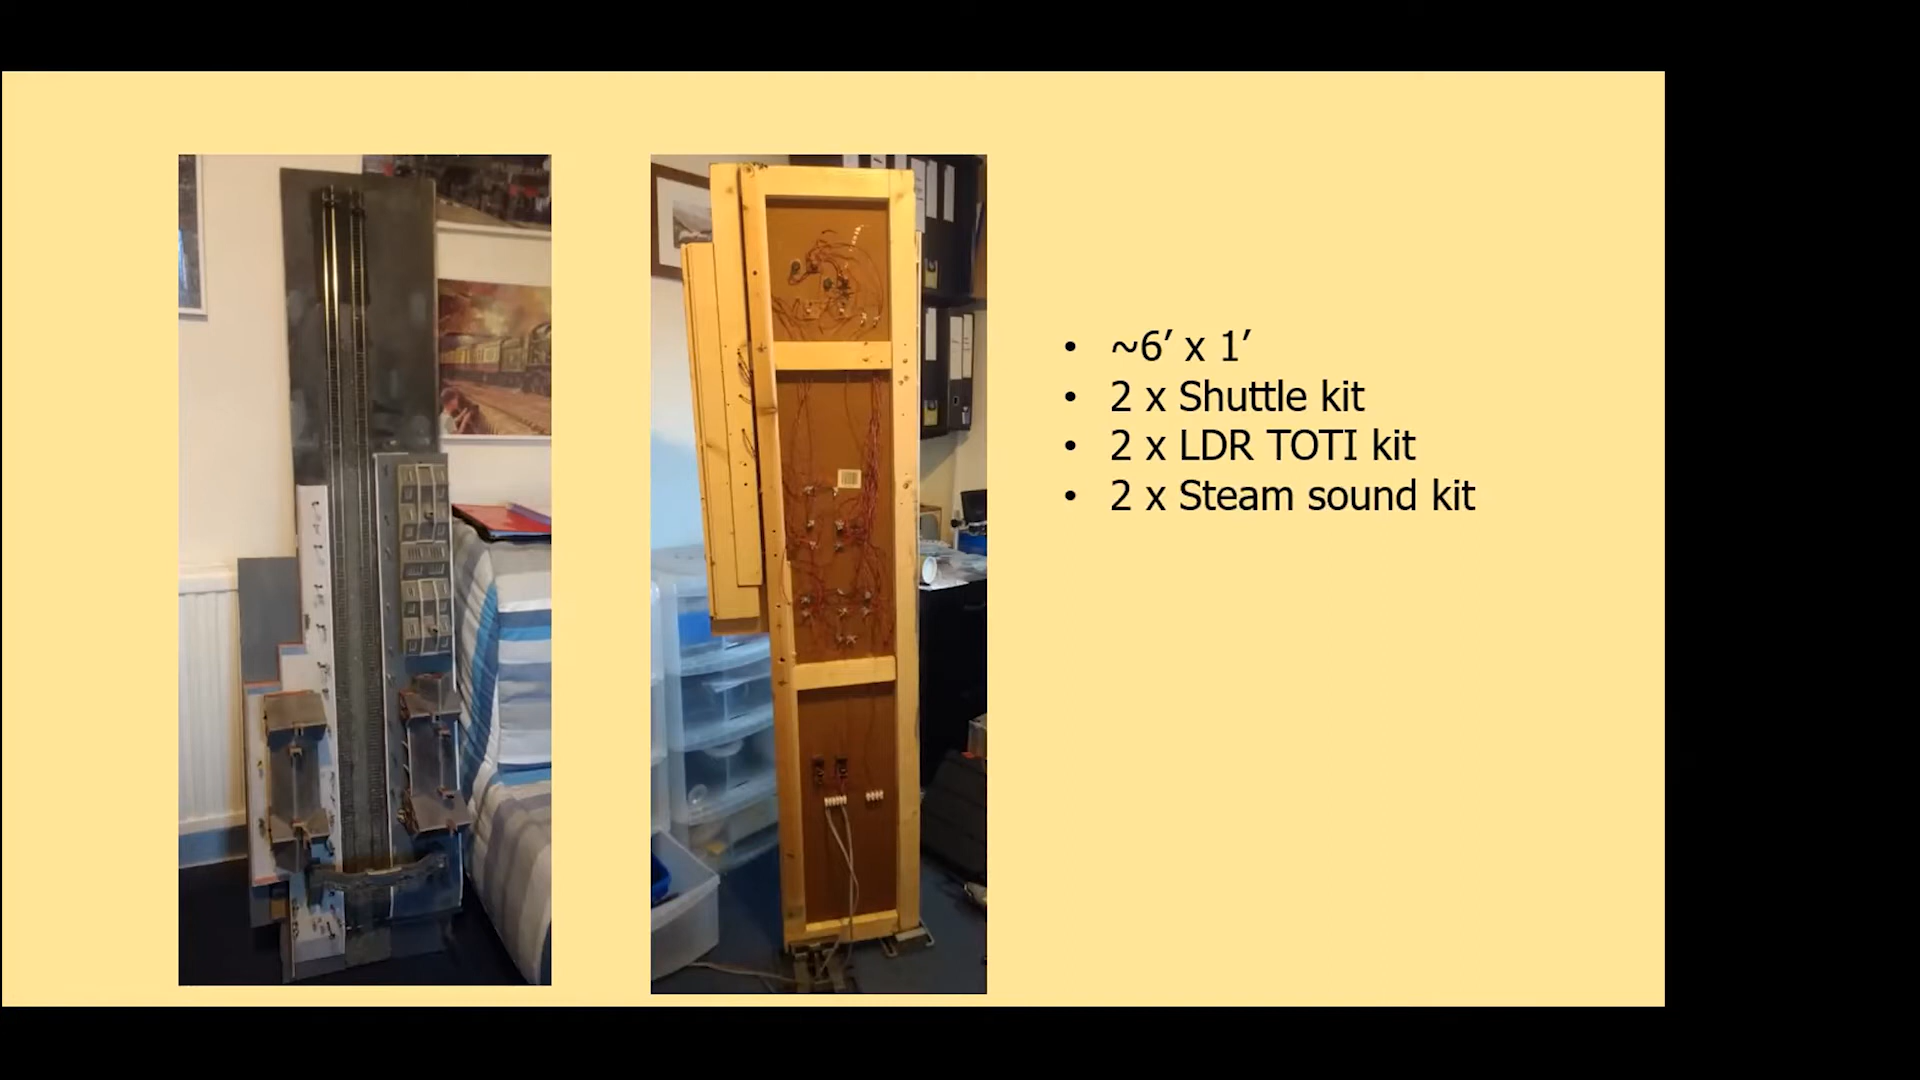 • ~6’ x 1’
• 2 x Shuttle kit
• 2 x LDR TOTI kit
• 2 x Steam sound kit